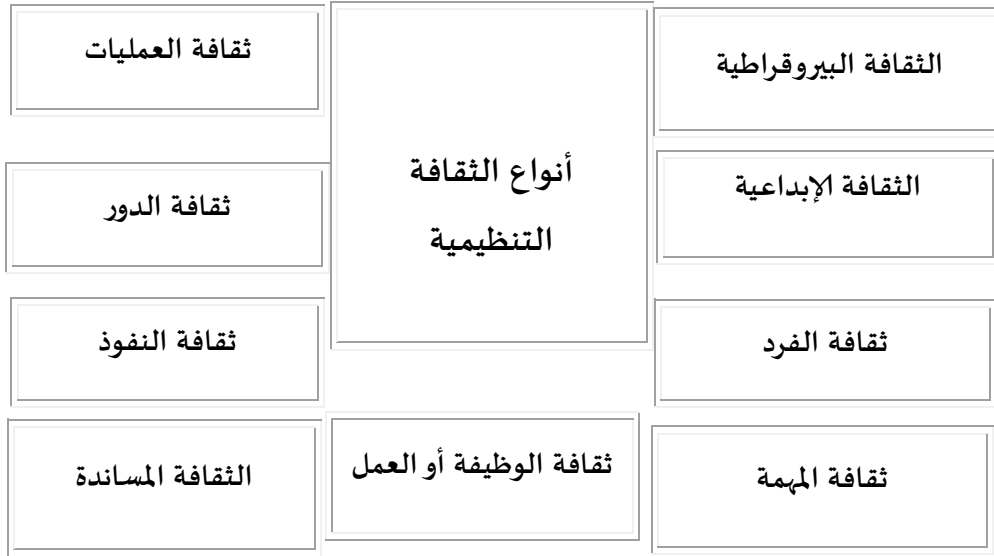 الثقافة البيروقراطية
أنواع الثقافة
التنظيمية
ثقافة العمليات
الثقافة الإبداعية
ثقافة الدور
ثقافة الفرد
ثقافة النفوذ
ثقافة المهمة
ثقافة الوظيفة أو العمل
الثقافة المساندة